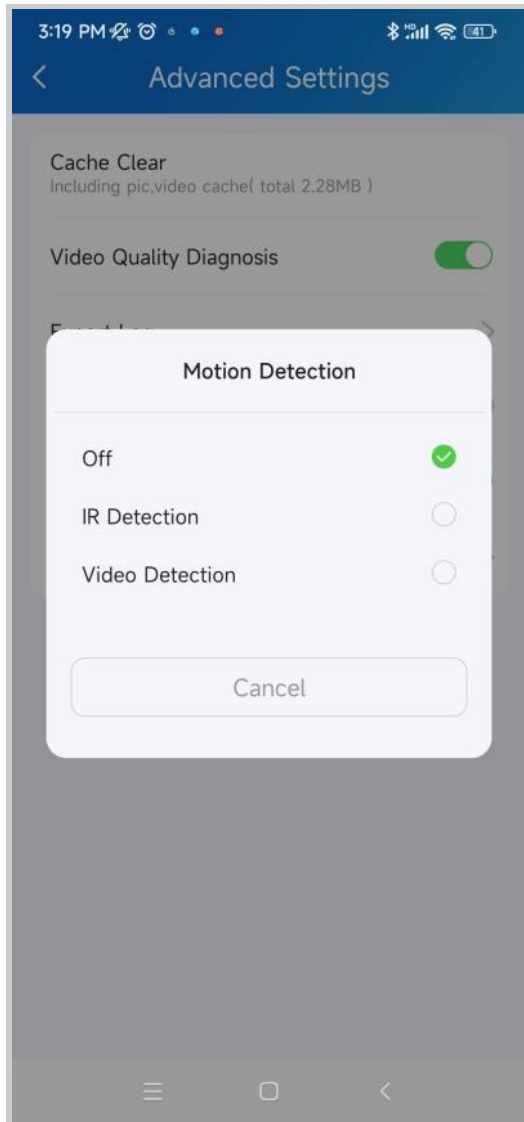 3:19 PM
41
Advanced Settings
Cache Clear
Including pic,video cache( total 2.28MB )
Video Quality Diagnosis
Motion Detection
Off
IR Detection
Video Detection
Cancel